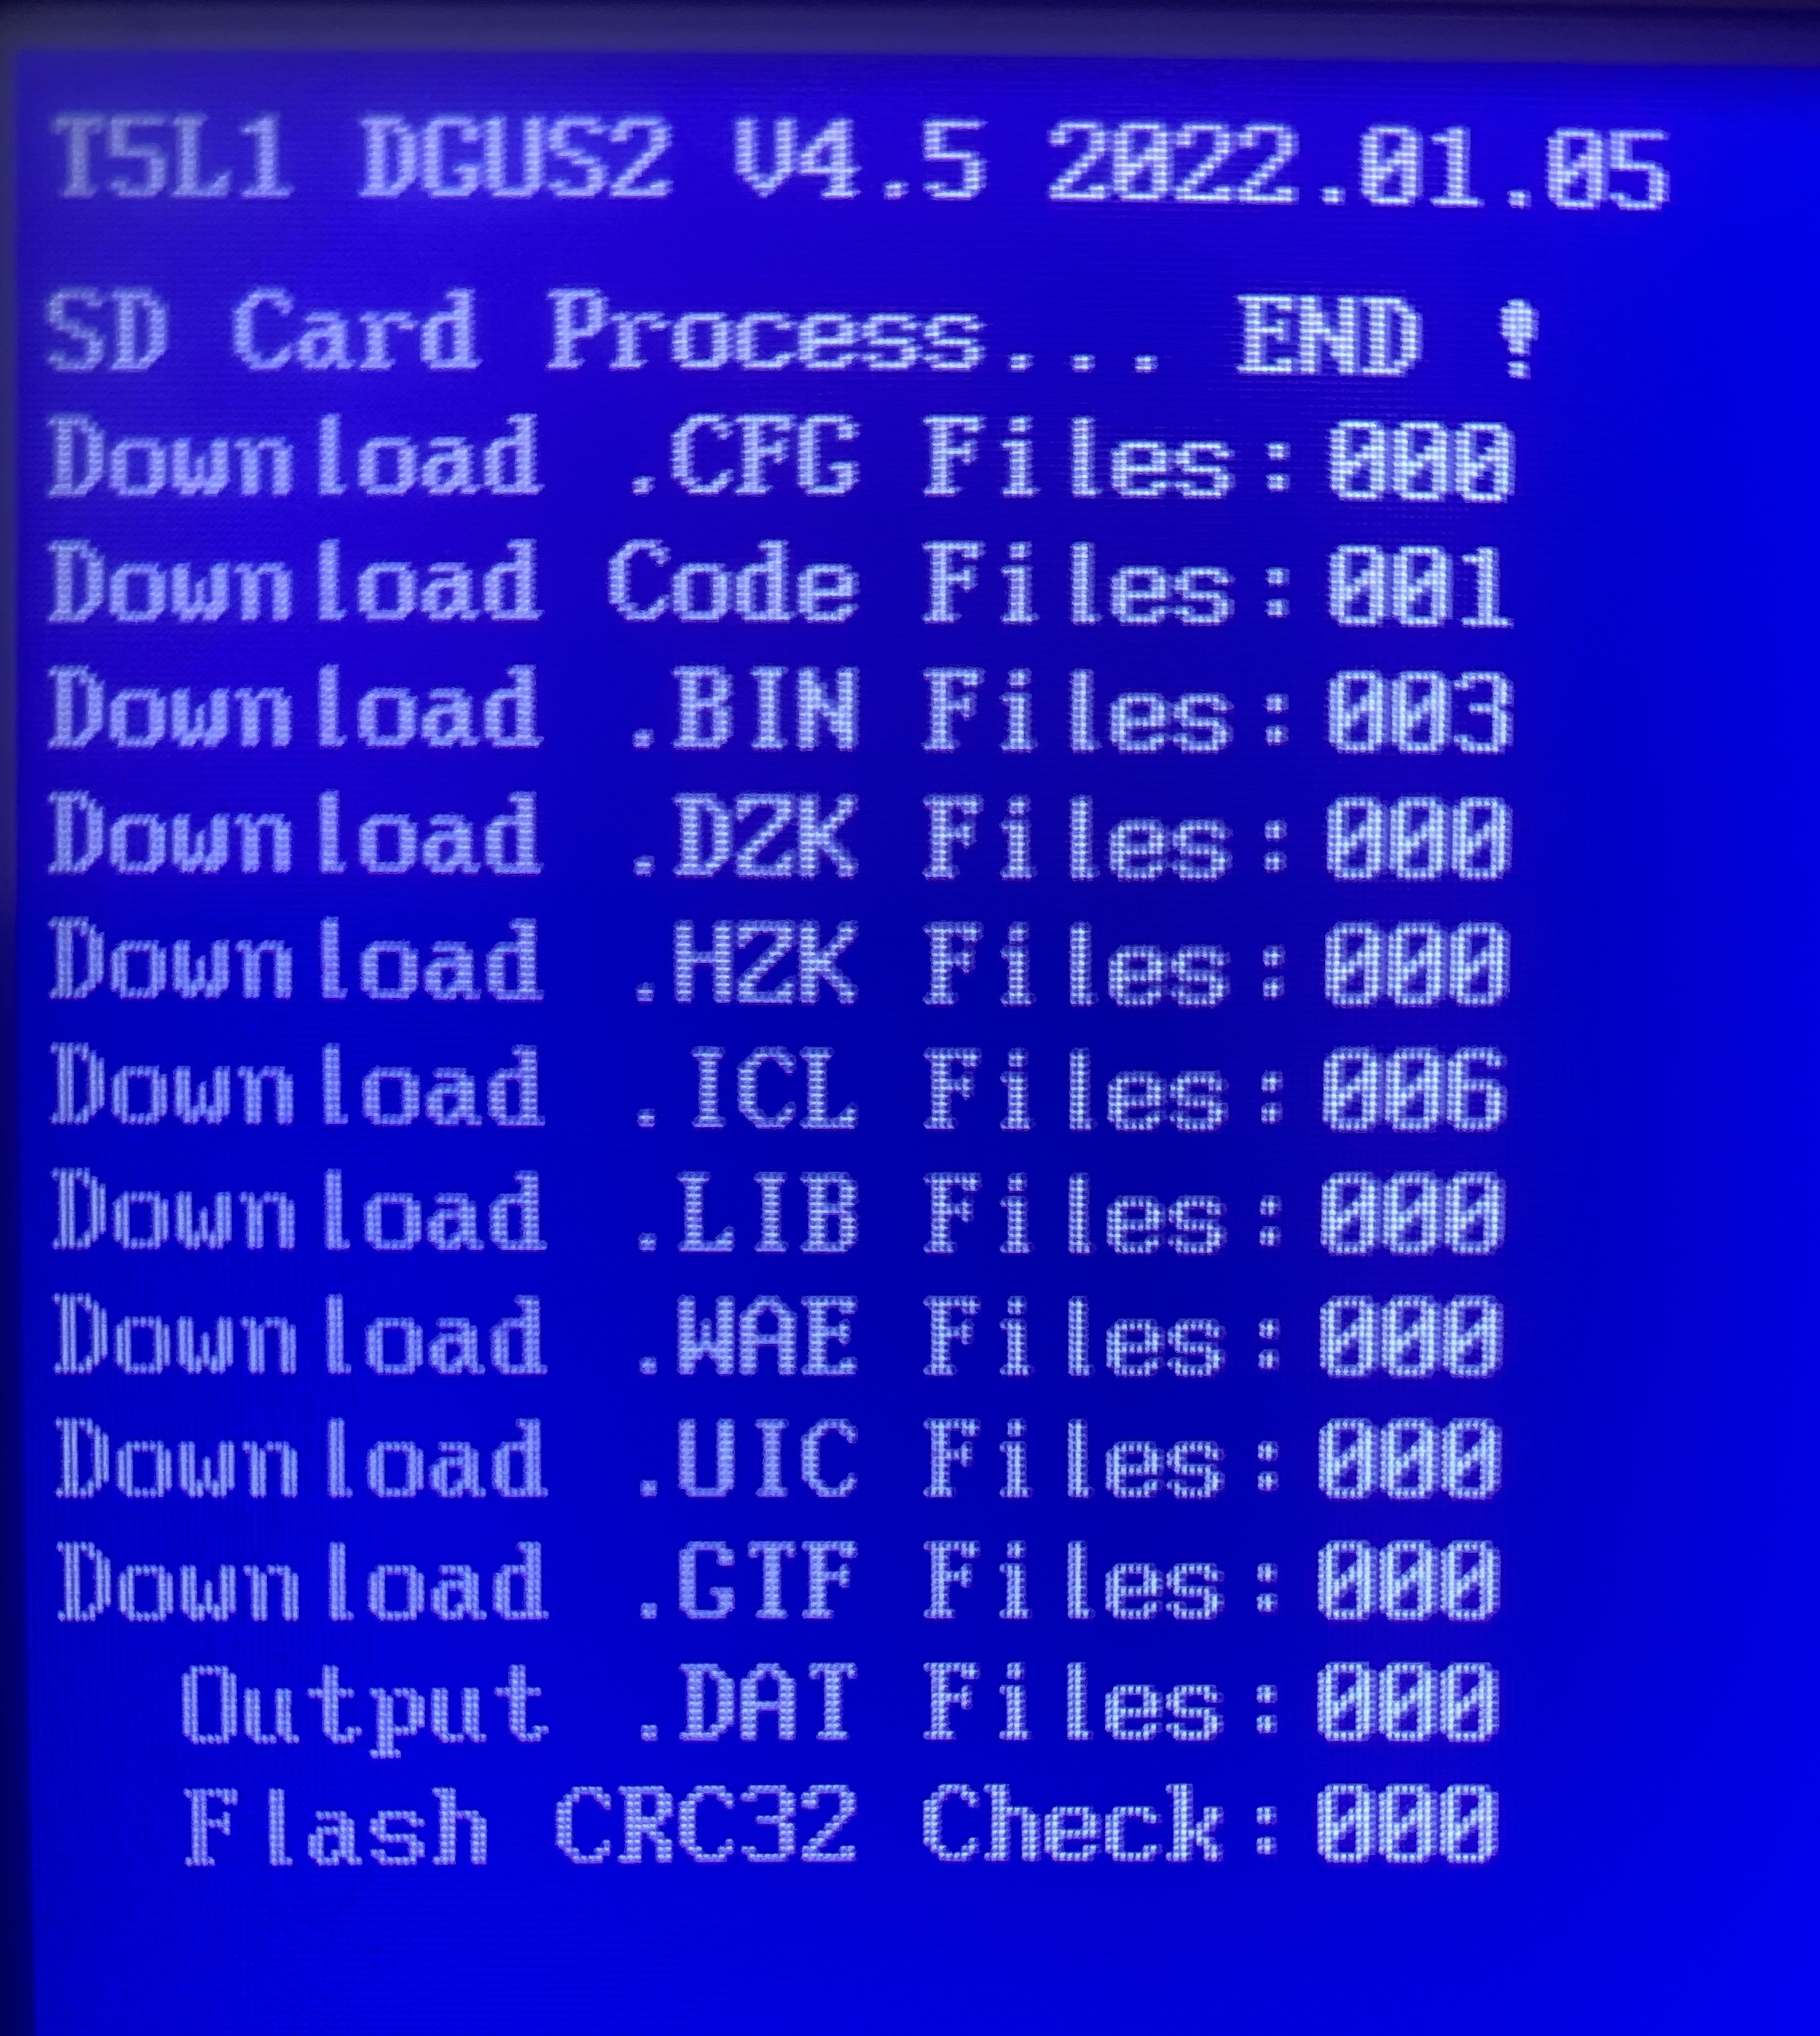 T5L1 DGUS2 V4.5 2022.01.05
SD Card Process... END !
Download .CFG Files:000
Download Code Files:001
Download .BIN Files:003
Download .DZK Files:000
Download .HZK Files:000
Download .ICL Files:006
Download .LIB Files:000
Download .WAE Files:000
Download .UIC Files:000
Download .GTF Files:000
Output .DAT Files:000
Flash CRC32 Check:000